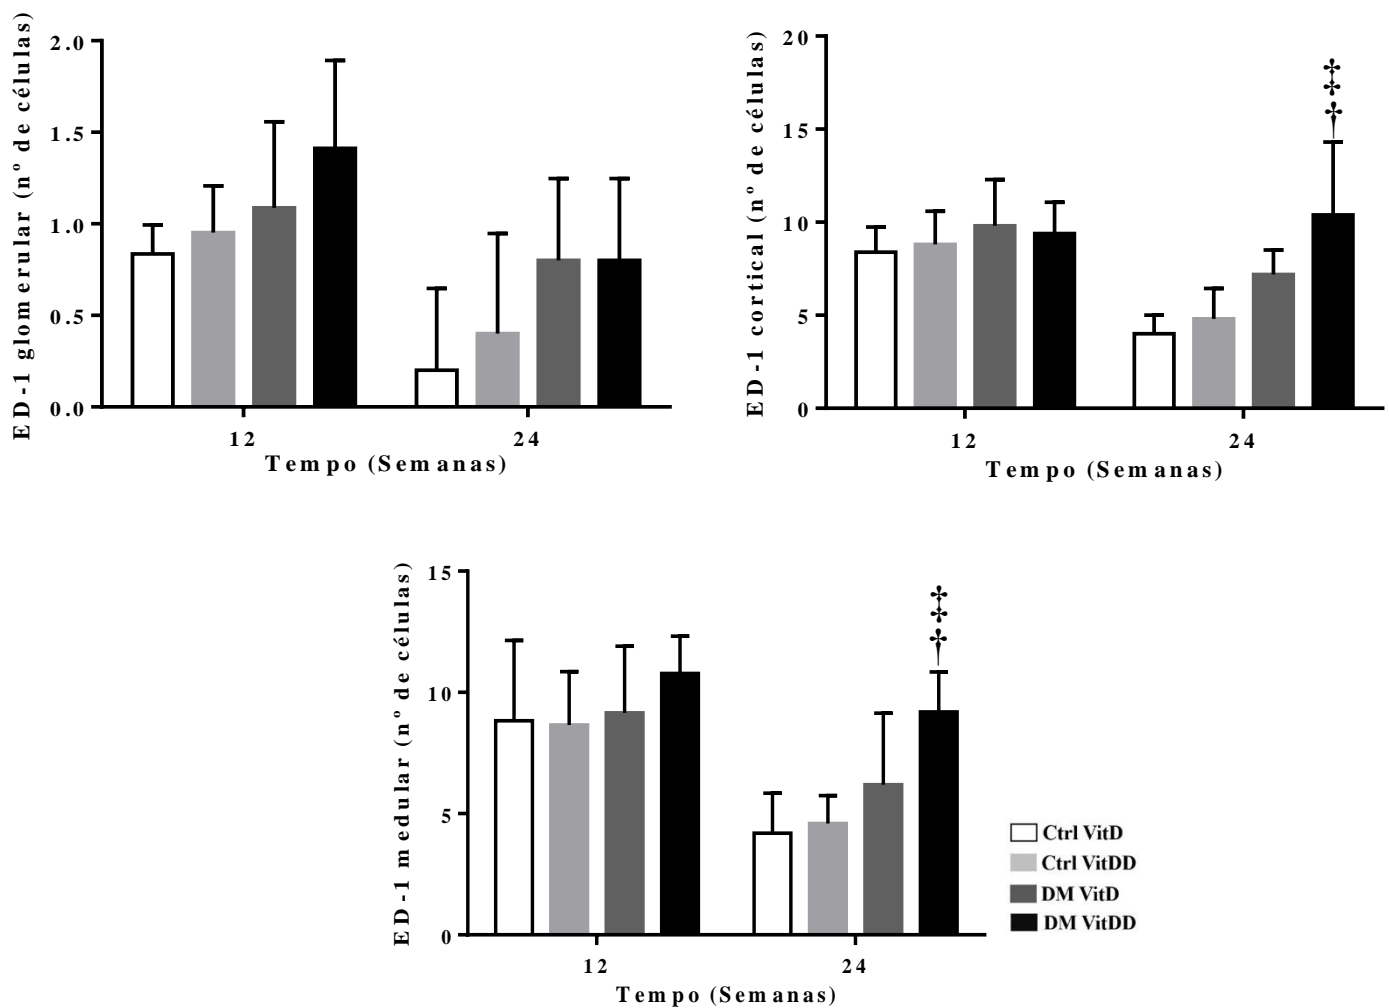 ED-1 glomerular (nº de células)
2.0
1.5
1.0
0.5
0.0
12
24
Tempo (Semanas)
ED-1 cortical (nº de células)
20
15
10
5
0
‡
‡
†
12
24
Tempo (Semanas)
ED-1 medular (nº de células)
15
10
5
0
‡
‡
†
12
24
Tempo (Semanas)
Ctrl VitD
Ctrl VitDD
DM VitD
DM VitDD